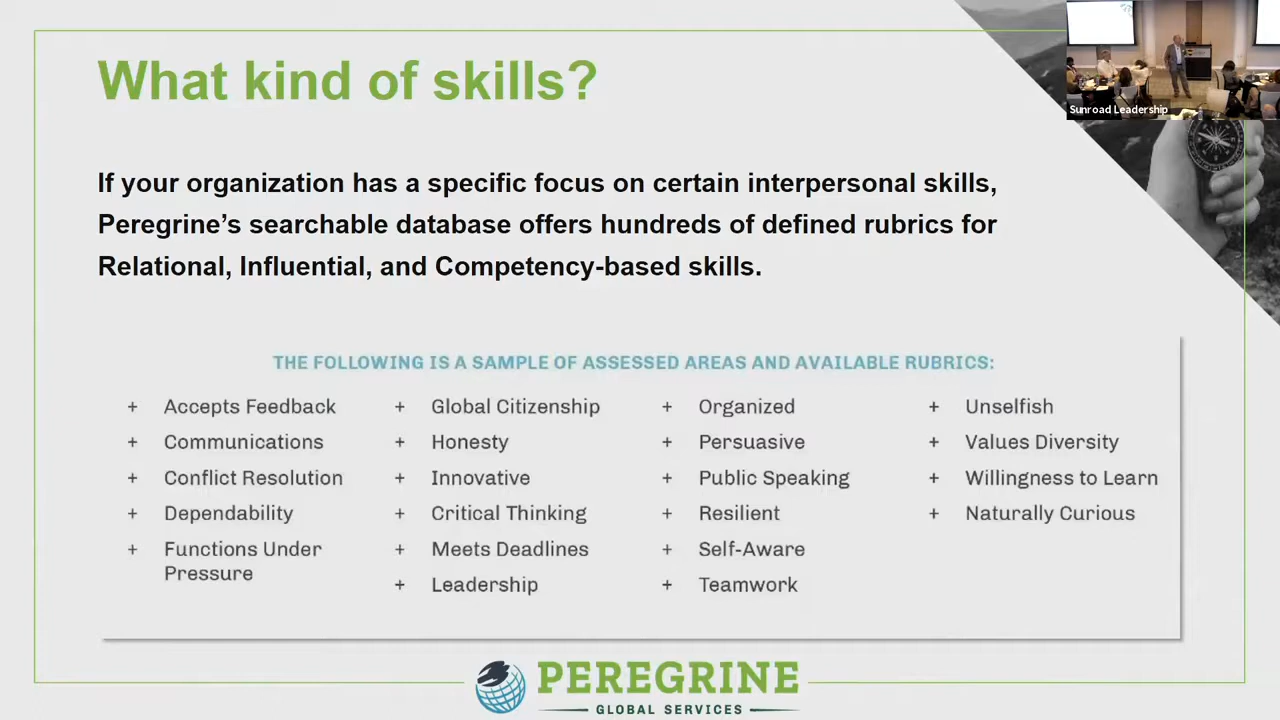 What kind of skills?
Sunroad Leadership
If your organization has a specific focus on certain interpersonal skills,
Peregrine’s searchable database offers hundreds of defined rubrics for
Relational, Influential, and Competency-based skills.
THE FOLLOWING IS A SAMPLE OF ASSESSED AREAS AND AVAILABLE RUBRICS:
+ Accepts Feedback
+ Communications
+ Conflict Resolution
+ Dependability
+ Functions Under
Pressure
+ Global Citizenship
+ Honesty
+ Innovative
+ Critical Thinking
+ Meets Deadlines
+ Leadership
+ Organized
+ Persuasive
+ Public Speaking
+ Resilient
+ Self-Aware
+ Teamwork
+ Unselfish
+ Values Diversity
+ Willingness to Learn
+ Naturally Curious
PEREGRINE
GLOBAL SERVICES